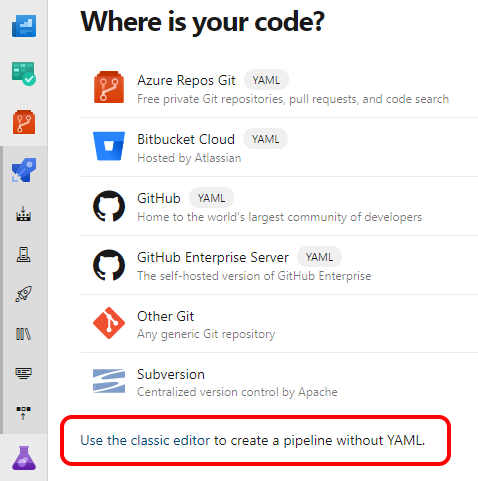 Where is your code?
Azure Repos Git YAML
Free private Git repositories, pull requests, and code search
Bitbucket Cloud YAML
Hosted by Atlassian
GitHub YAML
Home to the world's largest community of developers
GitHub Enterprise Server YAML
The self-hosted version of GitHub Enterprise
Other Git
Any generic Git repository
Subversion
Centralized version control by Apache
Use the classic editor to create a pipeline without YAML.